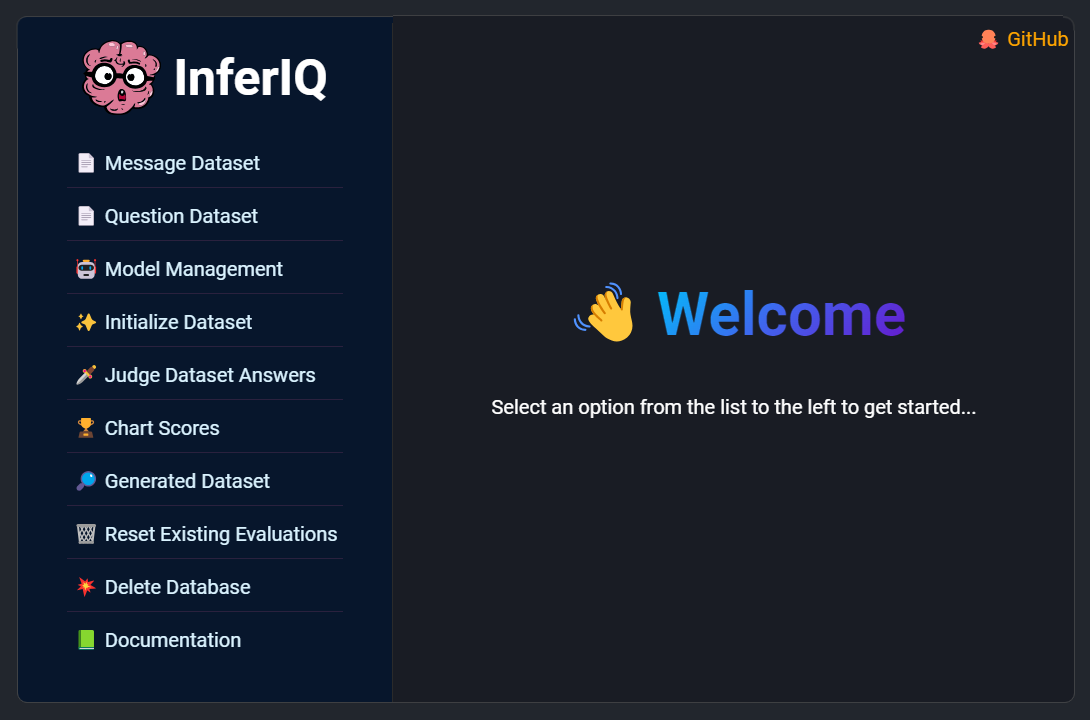 InferIQ
Message Dataset
Question Dataset
Model Management
Initialize Dataset
Judge Dataset Answers
Chart Scores
Generated Dataset
Reset Existing Evaluations
Delete Database
Documentation
GitHub
Welcome
Select an option from the list to the left to get started...